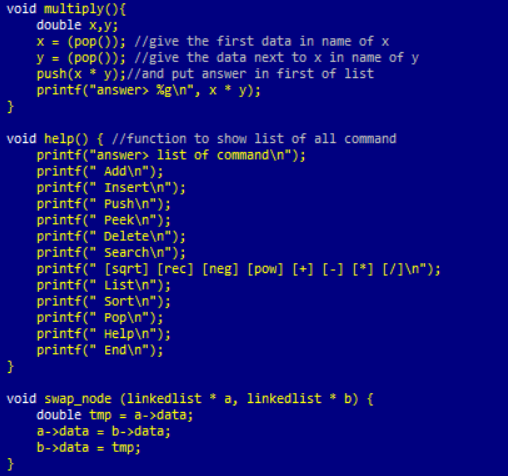 void multiply(){
    double x,y;
    x = (pop()); //give the first data in name of x
    y = (pop()); //give the data next to x in name of y
    push(x * y);//and put answer in first of list
    printf("answer> %g\n", x * y);
}

void help() { //function to show list of all command
    printf("answer> list of command\n");
    printf(" Add\n");
    printf(" Insert\n");
    printf(" Push\n");
    printf(" Peek\n");
    printf(" Delete\n");
    printf(" Search\n");
    printf(" [sqrt] [rec] [neg] [pow] [+] [-] [*] [/]\n");
    printf(" List\n");
    printf(" Sort\n");
    printf(" Pop\n");
    printf(" Help\n");
    printf(" End\n");
}

void swap_node (linkedlist * a, linkedlist * b) {
    double tmp = a->data;
    a->data = b->data;
    b->data = tmp;
}